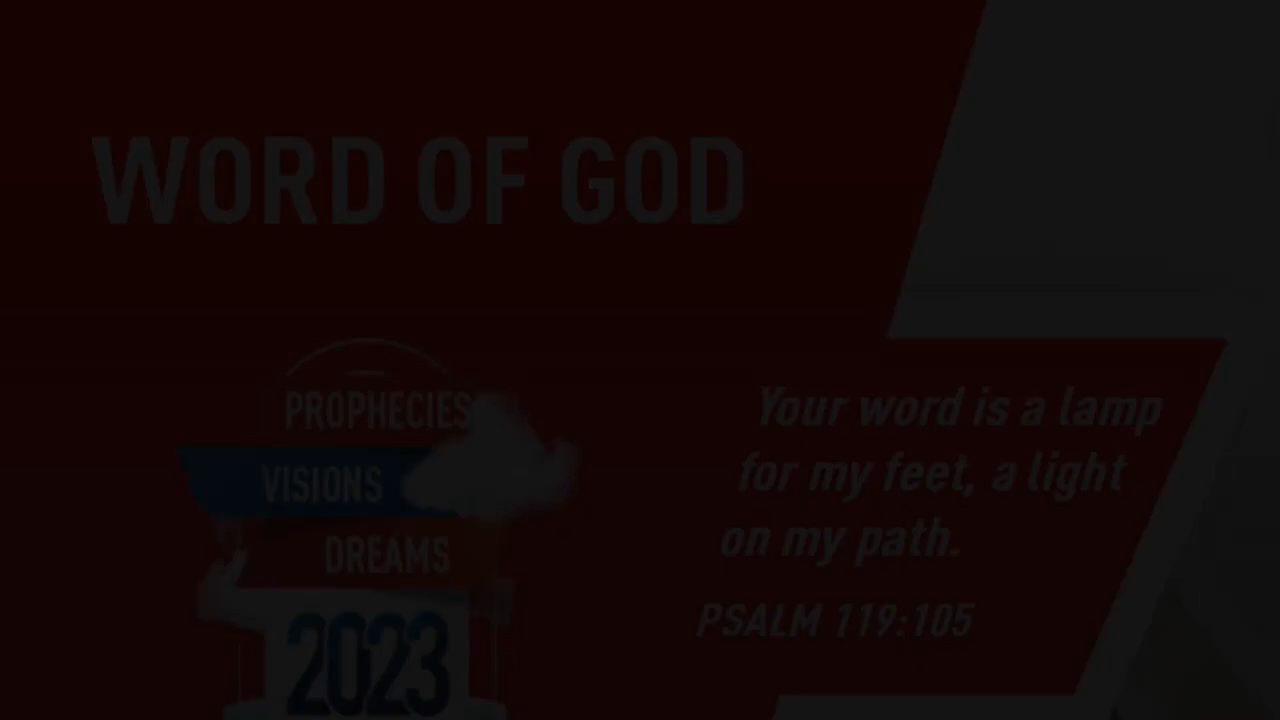 WORD OF GOD
PROPHECIES
VISIONS
DREAMS
2023
Your word is a lamp
for my feet, a light
on my path.
PSALM 119:105